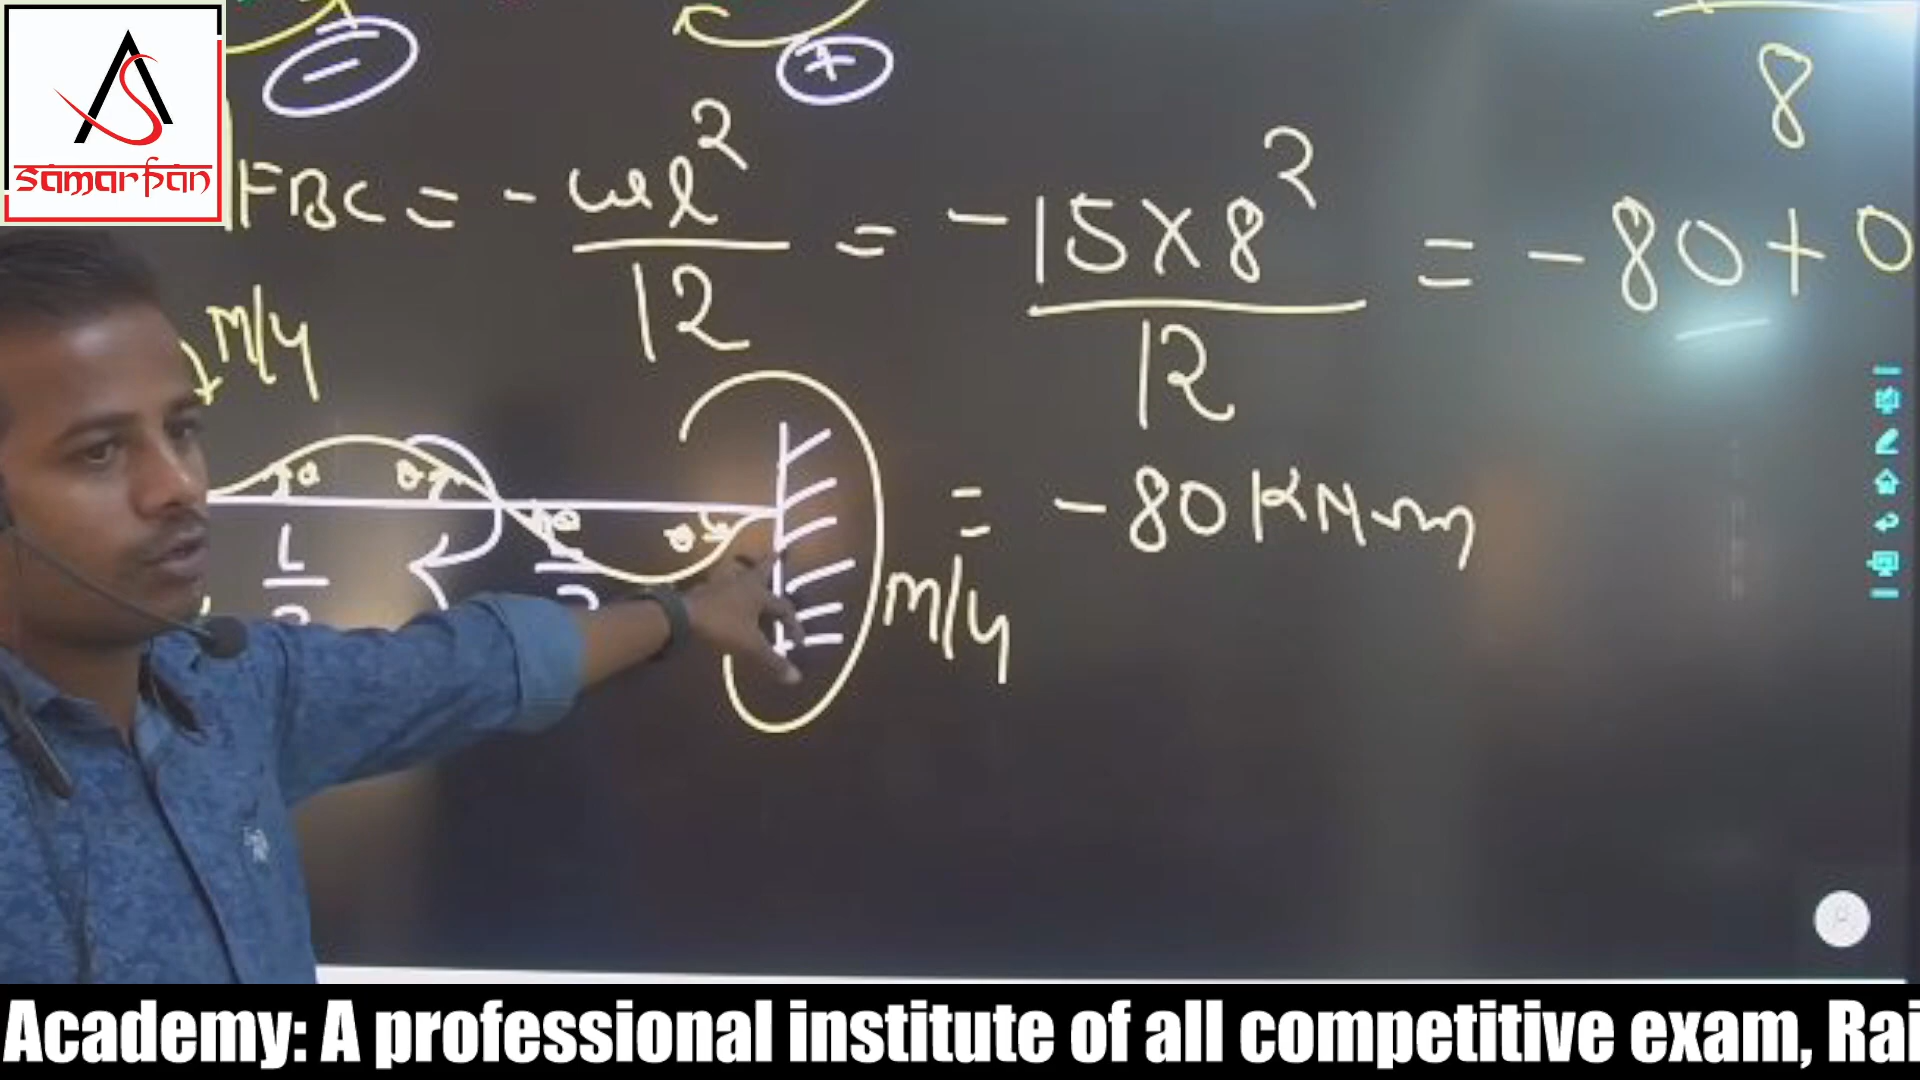 −
+
8
SAMARPAN
FBC = - wl² / 12 = - 15×8² / 12 = - 80 + 0
M/4
θ θ θ θ
L / 2
= - 80 KNm
M/4
Academy: A professional institute of all competitive exam, Rai